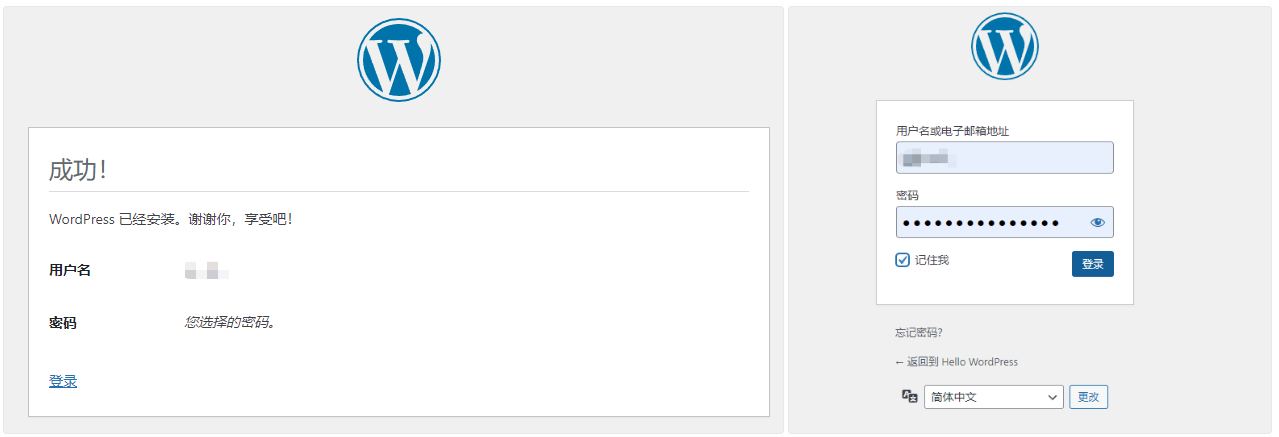 成功！
WordPress 已经安装。谢谢你，享受吧！
用户名
密码 您选择的密码。
登录
用户名或电子邮箱地址
密码
记住我
登录
忘记密码？
← 返回到 Hello WordPress
简体中文
更改